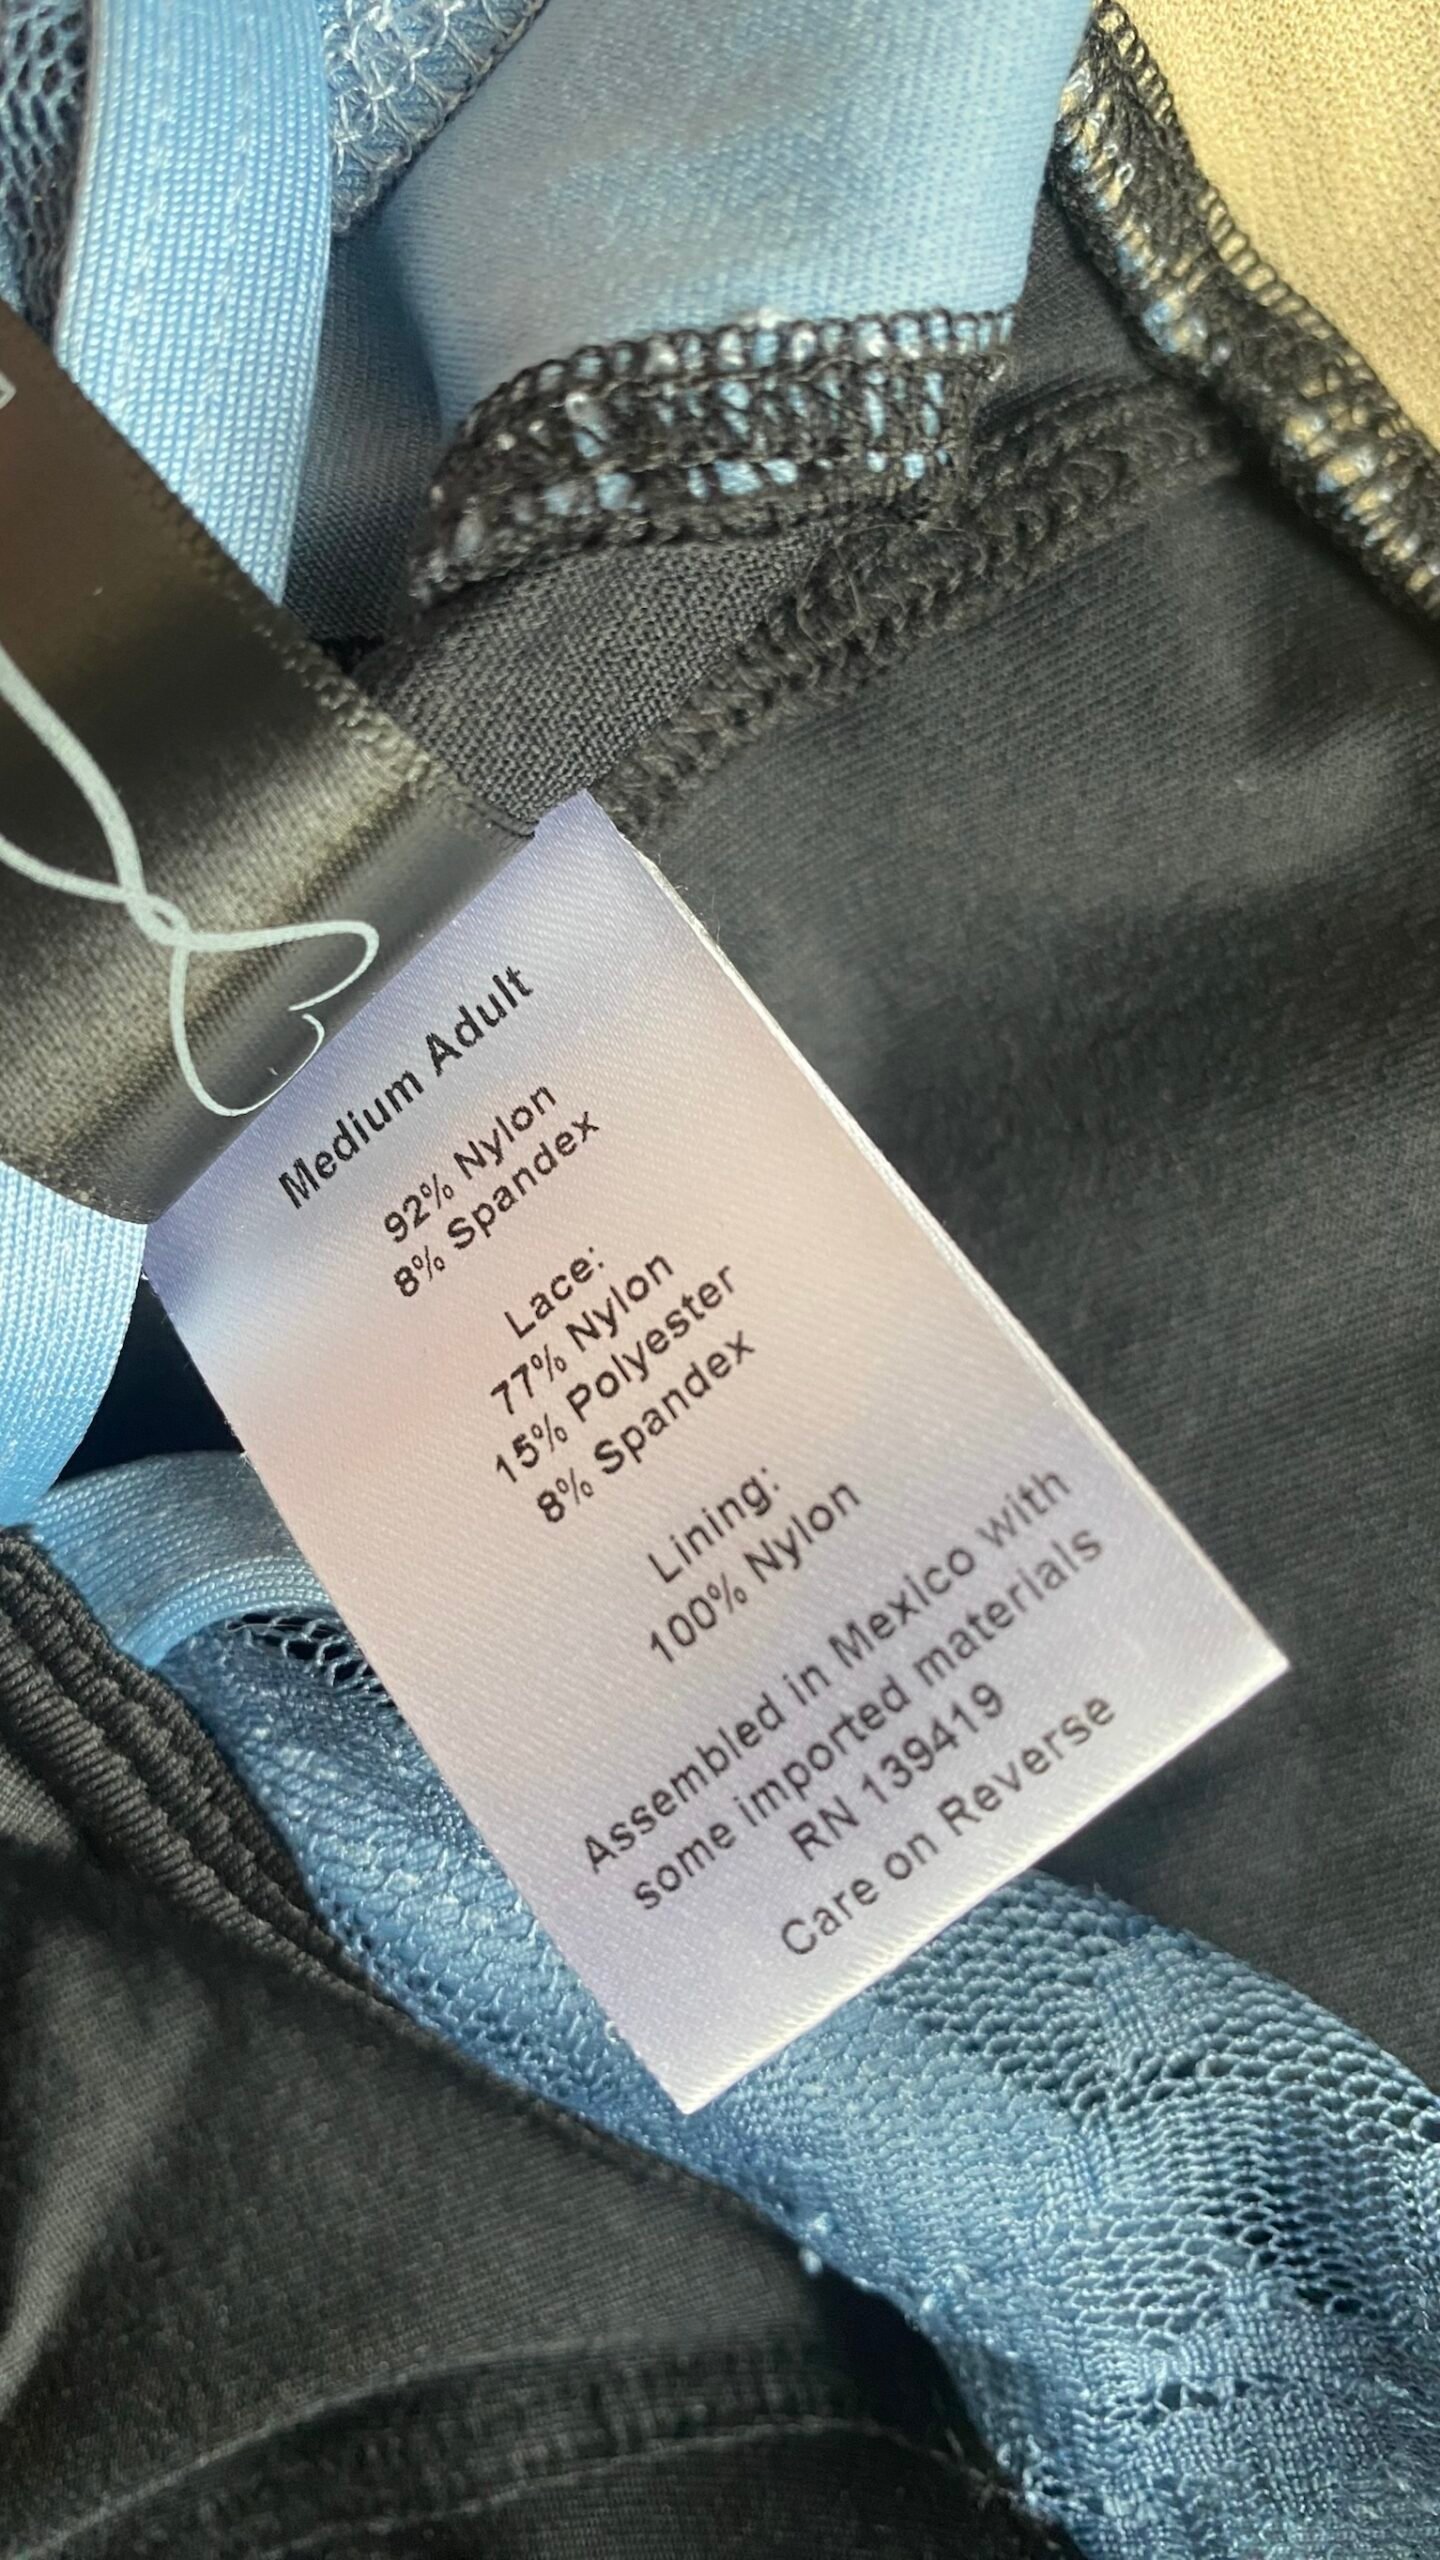 Medium Adult
92% Nylon
8% Spandex
Lace:
77% Nylon
15% Polyester
8% Spandex
Lining:
100% Nylon
Assembled in Mexico with
some imported materials
RN 139419
Care on Reverse